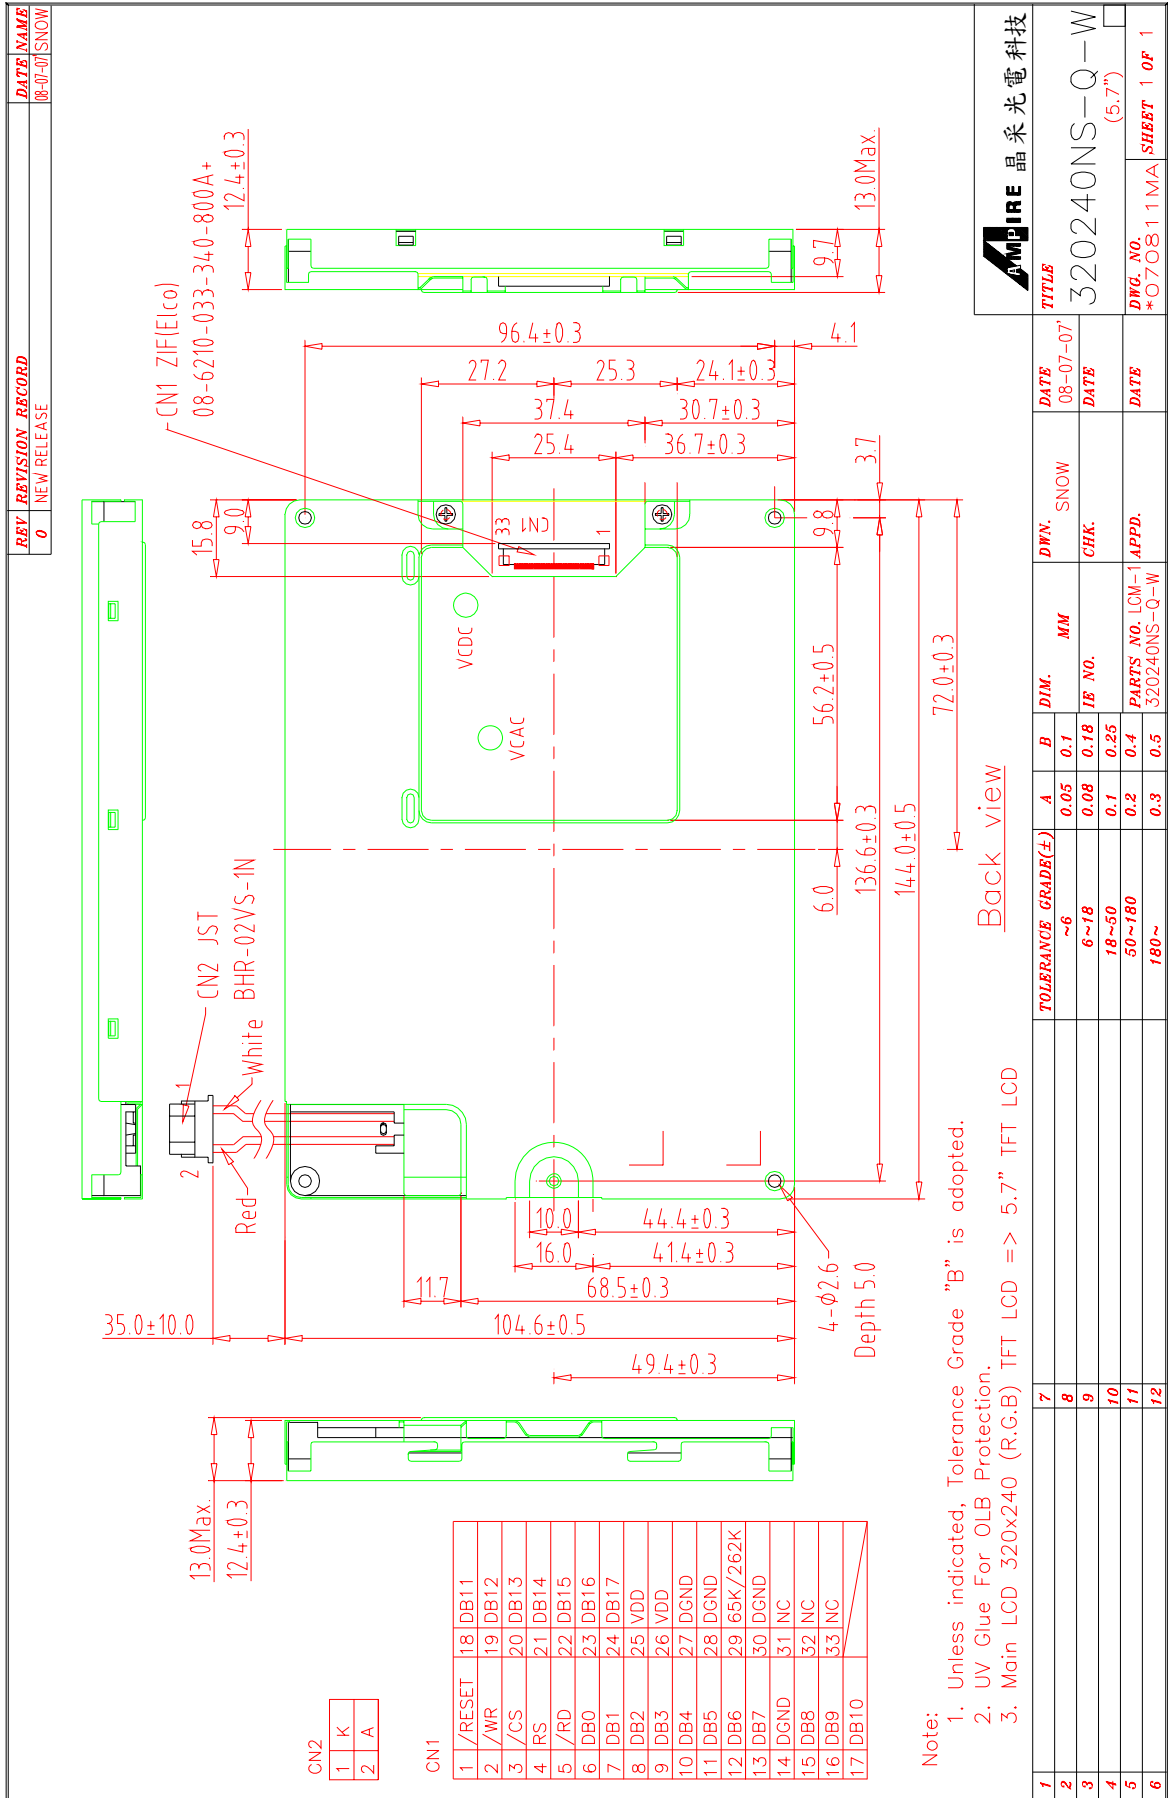 REV REVISION RECORD DATE NAME
0 NEW RELEASE 08-07-07' SNOW
CN2 JST
BHR-02VS-1N
CN1 ZIF(Elco)
08-6210-033-340-800A+
12.4±0.3
White
Red
1
2
35.0±10.0
15.8
9.0
33
CN1
1
VCDC
VCAC
96.4±0.3
4.1
27.2
25.3
24.1±0.3
37.4
30.7±0.3
25.4
36.7±0.3
3.7
9.7
13.0Max.
13.0Max.
12.4±0.3
10.0
44.4±0.3
16.0
41.4±0.3
11.7
68.5±0.3
104.6±0.5
49.4±0.3
4-Φ2.6
Depth 5.0
6.0
56.2±0.5
9.8
136.6±0.3
144.0±0.5
72.0±0.3
Back view
CN2
1 K
2 A
CN1
1 /RESET 18 DB11
2 /WR 19 DB12
3 /CS 20 DB13
4 RS 21 DB14
5 /RD 22 DB15
6 DB0 23 DB16
7 DB1 24 DB17
8 DB2 25 VDD
9 DB3 26 VDD
10 DB4 27 DGND
11 DB5 28 DGND
12 DB6 29 65K/262K
13 DB7 30 DGND
14 DGND 31 NC
15 DB8 32 NC
16 DB9 33 NC
17 DB10
Note:
1. Unless indicated, Tolerance Grade "B" is adopted.
2. UV Glue For OLB Protection.
3. Main LCD 320x240 (R.G.B) TFT LCD => 5.7" TFT LCD
AMPIRE 晶采光電科技
1 7 TOLERANCE GRADE(±) A B DIM. MM DWN. SNOW DATE 08-07-07' TITLE
320240NS-Q-W
(5.7")
2 8 ~6 0.05 0.1
3 9 6~18 0.08 0.18 IE NO. CHK. DATE
4 10 18~50 0.1 0.25
5 11 50~180 0.2 0.4 PARTS NO. LCM-1 APPD. DATE DWG. NO. SHEET 1 OF 1
6 12 180~ 0.3 0.5 320240NS-Q-W *070811MA